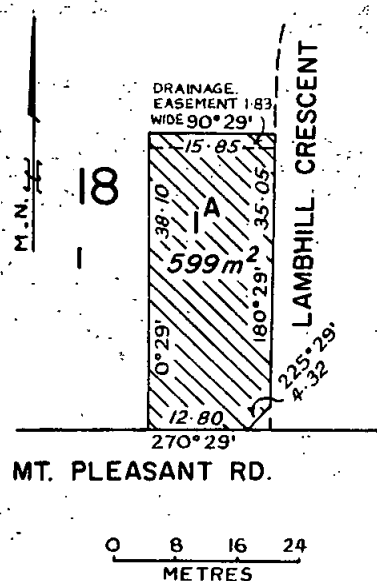 DRAINAGE
EASEMENT 1·83
WIDE 90°29'
15·85
LAMBHILL CRESCENT
M.N.
18
1
38·10
A
1
35·05
599m²
0°29'
180°29'
225°29'
4·32
12·80
270°29'
MT. PLEASANT RD.
0 8 16 24
METRES